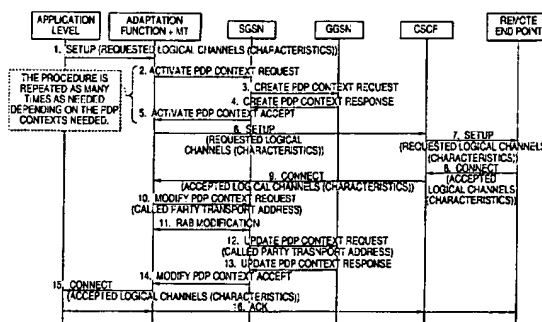 APPLICATION LEVEL
ADAPTATION FUNCTION + MT
SGSN
GGSN
CSCF
REMOTE END POINT
1. SETUP (REQUESTED LOGICAL CHANNELS (CHARACTERISTICS))
THE PROCEDURE IS
REPEATED AS MANY
TIMES AS NEEDED
DEPENDING ON THE PDP
CONTEXTS NEEDED.
2. ACTIVATE PDP CONTEXT REQUEST
3. CREATE PDP CONTEXT REQUEST
4. CREATE PDP CONTEXT RESPONSE
5. ACTIVATE PDP CONTEXT ACCEPT
6. SETUP
(REQUESTED LOGICAL
CHANNELS (CHARACTERISTICS))
7. SETUP
(REQUESTED LOGICAL CHANNELS
(CHARACTERISTICS))
8. CONNECT
(ACCEPTED
LOGICAL CHANNELS
(CHARACTERISTICS))
9. CONNECT
(ACCEPTED LOGICAL CHANNELS (CHARACTERISTICS))
10. MODIFY PDP CONTEXT REQUEST
(CALLED PARTY TRANSPORT ADDRESS)
11. RAB MODIFICATION
12. UPDATE PDP CONTEXT REQUEST
(CALLED PARTY TRASNPORT ADDRESS)
13. UPDATE PDP CONTEXT RESPONSE
14. MODIFY PDP CONTEXT ACCEPT
15. CONNECT
(ACCEPTED LOGICAL CHANNELS (CHARACTERISTICS))
16. ACK